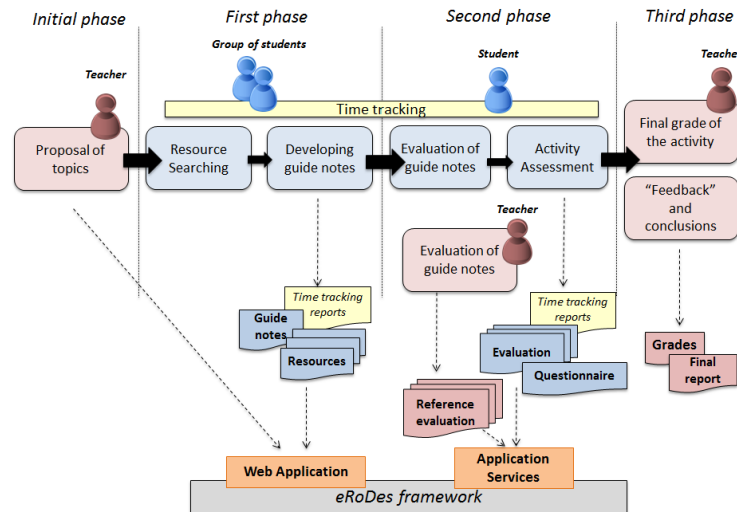 Initial phase
First phase
Second phase
Third phase
Group of students
Teacher
Student
Teache
Time tracking
Proposal of
topics
Resource
Searching
Developing
guide notes
Evaluation of
guide notes
Activity
Assessment
Final grade of
the activity
“Feedback” and
conclusions
Teacher
Evaluation of
guide notes
Time tracking
reports
Guide
notes
Resources
Time tracking
reports
Evaluation
Questionnaire
Reference
evaluation
Grades
Final
report
Web Application
Application
Services
eRoDes framework